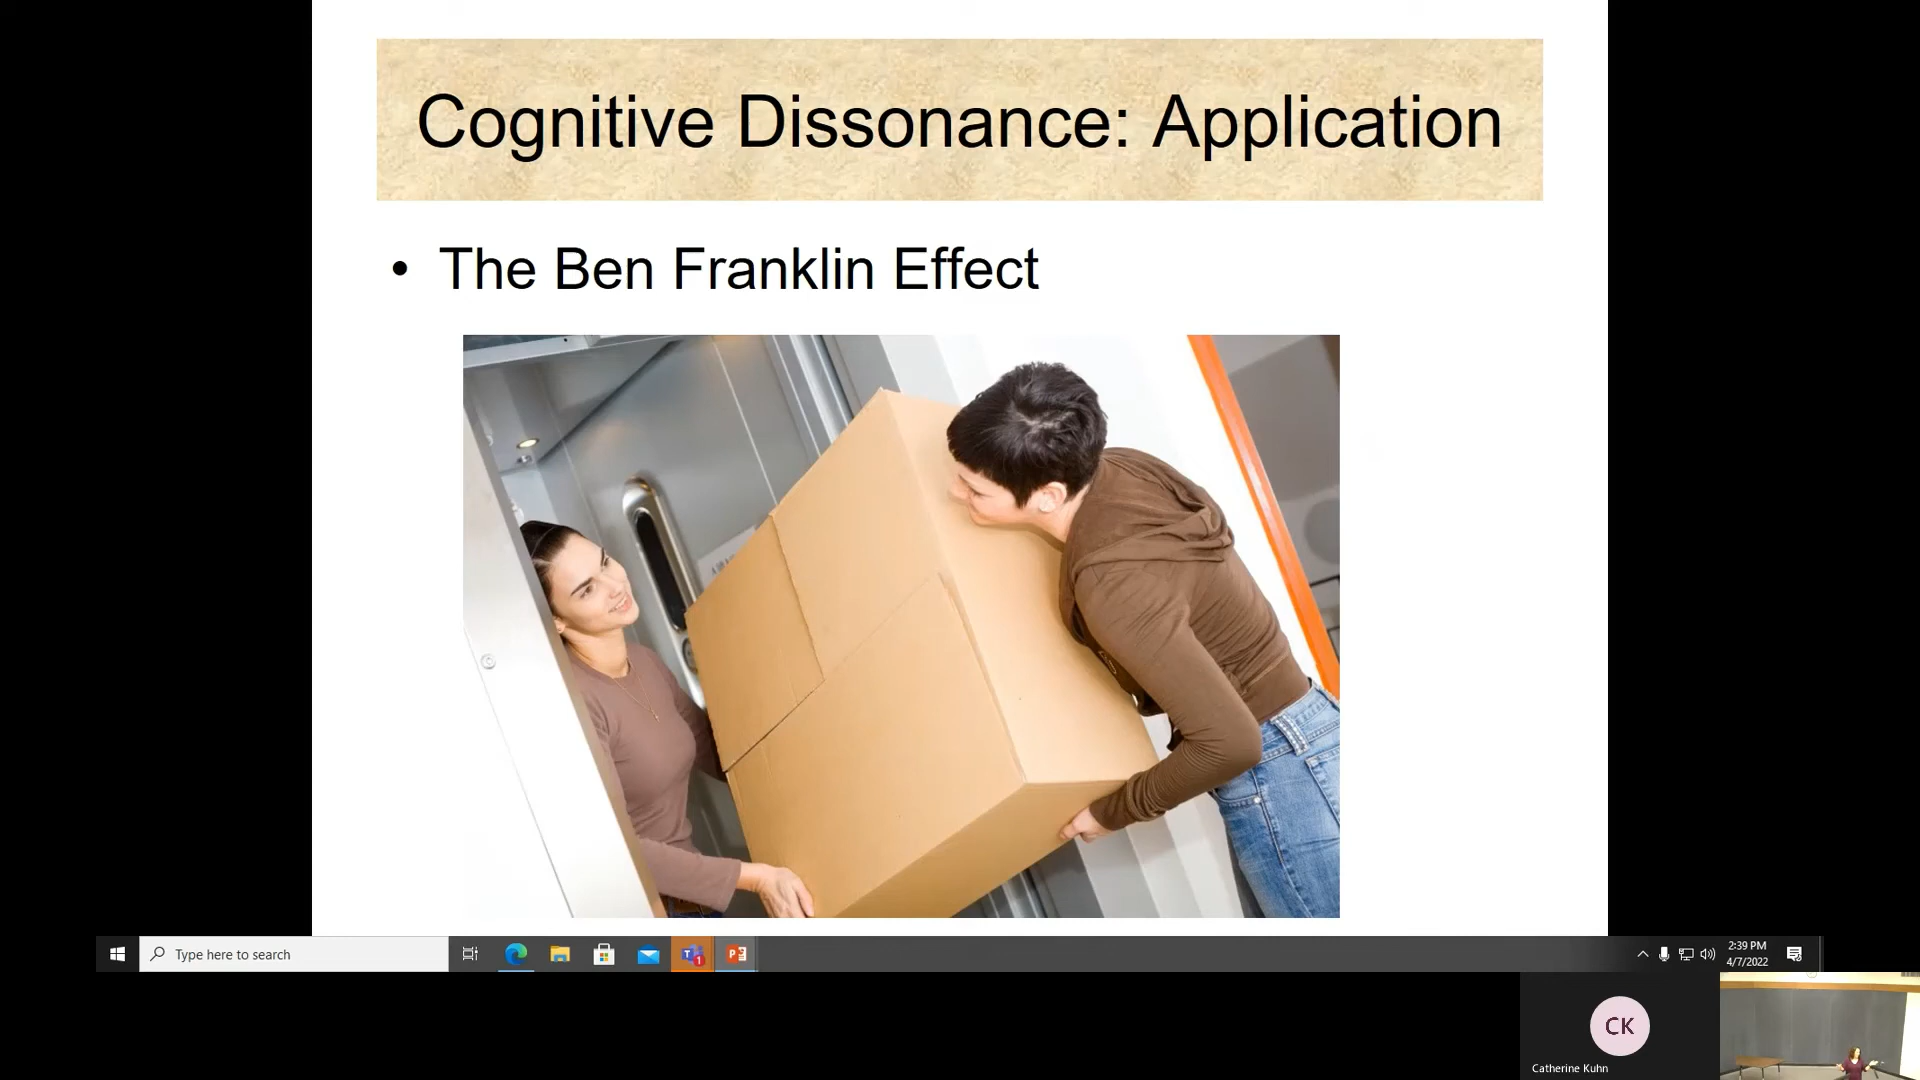 Cognitive Dissonance: Application
• The Ben Franklin Effect
Type here to search
1
2:39 PM
4/7/2022
CK
Catherine Kuhn